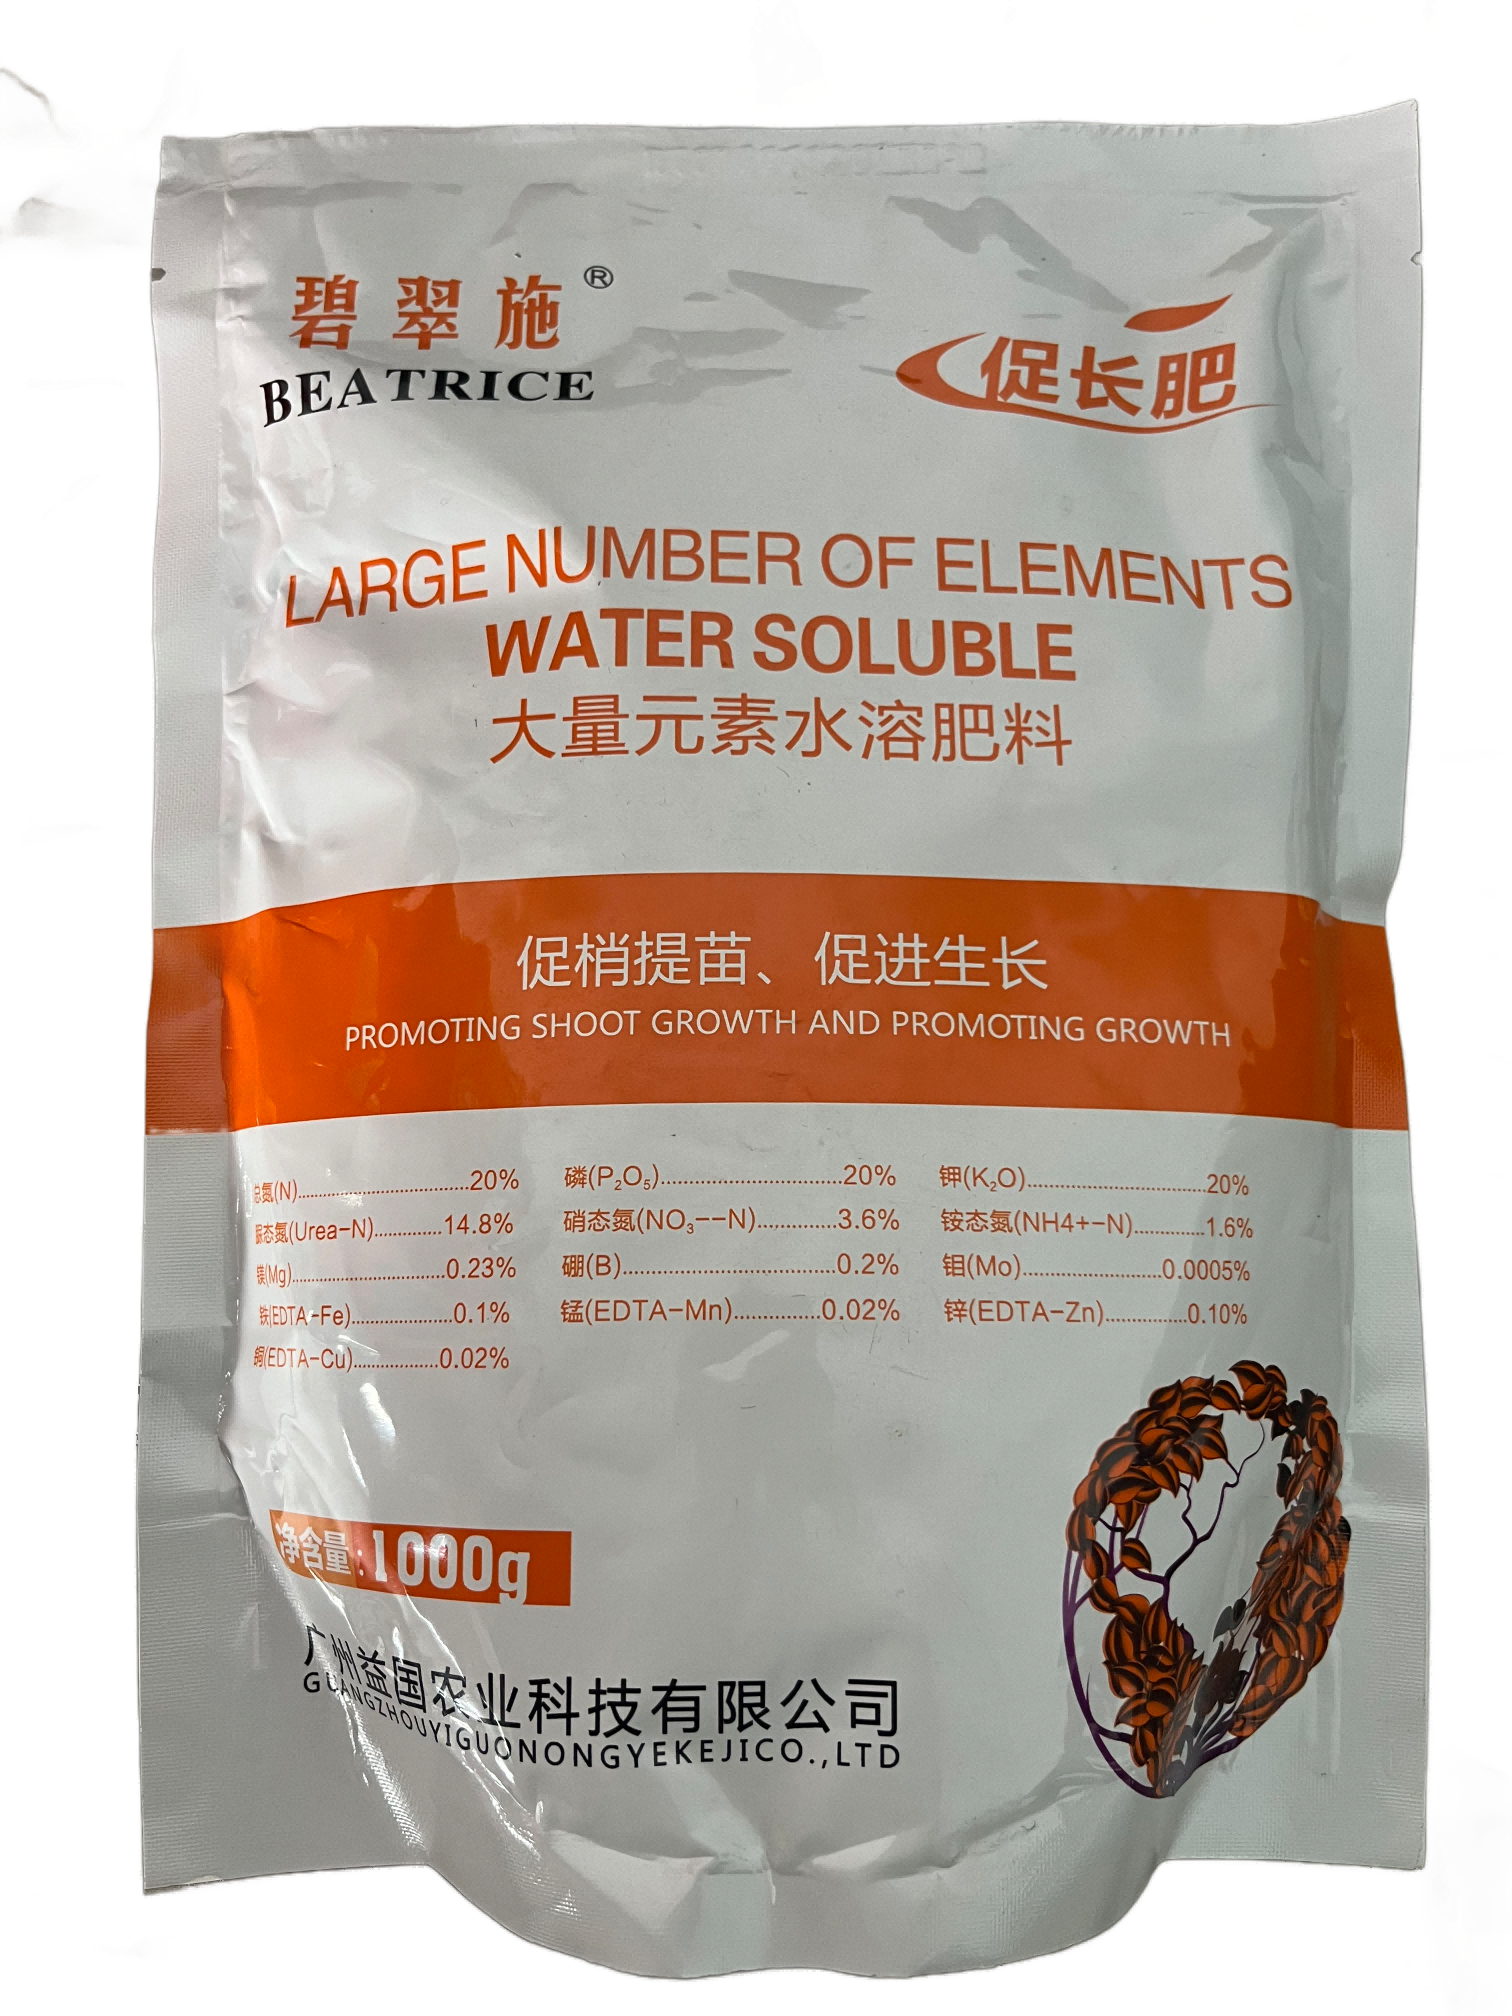 碧翠施®
BEATRICE
促长肥
LARGE NUMBER OF ELEMENTS
WATER SOLUBLE
大量元素水溶肥料
促梢提苗、促进生长
PROMOTING SHOOT GROWTH AND PROMOTING GROWTH
总氮(N)..................................20% 磷(P₂O₅)..................................20% 钾(K₂O)..................................20%
脲态氮(Urea-N)..............14.8% 硝态氮(NO₃--N)..............3.6% 铵态氮(NH4+-N)..............1.6%
镁(Mg)..................................0.23% 硼(B)..................................0.2% 钼(Mo)..........................0.0005%
铁(EDTA-Fe)....................0.1% 锰(EDTA-Mn)................0.02% 锌(EDTA-Zn)................0.10%
铜(EDTA-Cu)................0.02%
净含量:1000g
广州益国农业科技有限公司
GUANGZHOUYIGUONONGYEKEJICO.,LTD